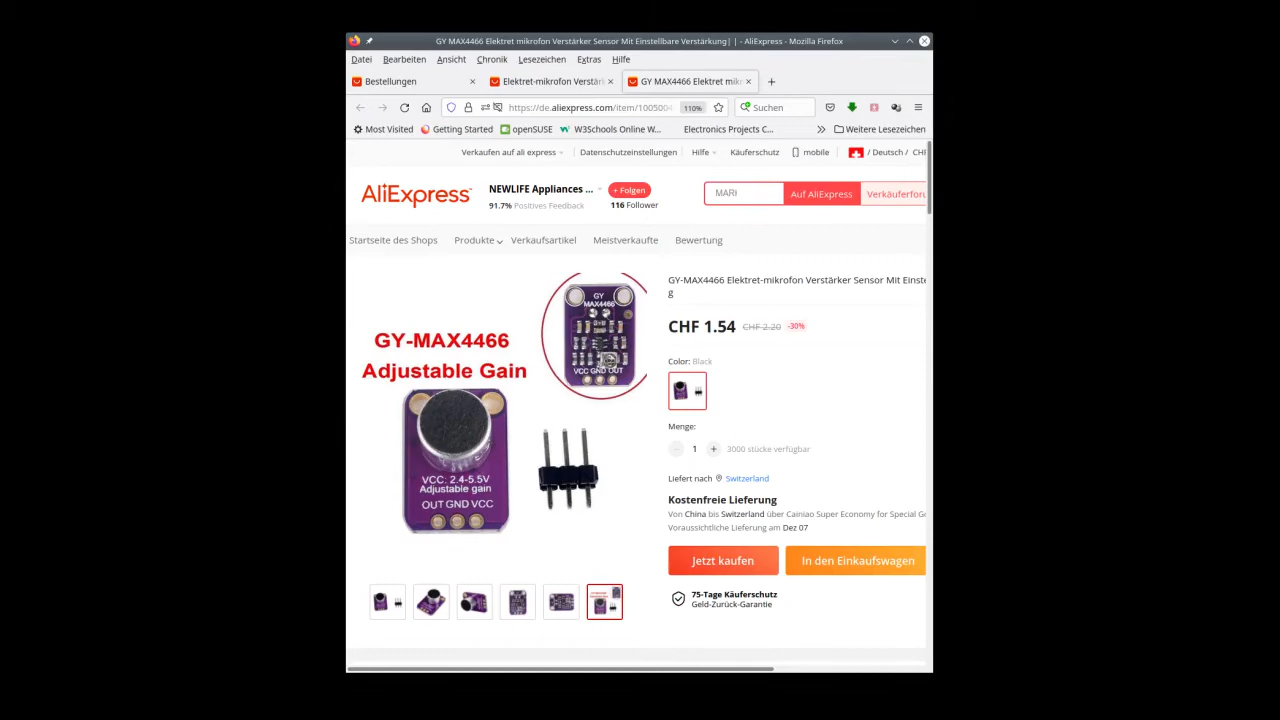 GY MAX4466 Elektret mikrofon Verstärker Sensor Mit Einstellbare Verstärkung| | - AliExpress - Mozilla Firefox
Datei Bearbeiten Ansicht Chronik Lesezeichen Extras Hilfe
Bestellungen Elektret-mikrofon Verstärk GY MAX4466 Elektret mikr
https://de.aliexpress.com/item/100500 110% Suchen
Most Visited Getting Started openSUSE W3Schools Online W... Electronics Projects C... Weitere Lesezeichen
Verkaufen auf ali express Datenschutzeinstellungen Hilfe Käuferschutz mobile / Deutsch / CHF
AliExpress NEWLIFE Appliances ... + Folgen MARK Auf AliExpress Verkäuferforu
91.7% Positives Feedback 116 Follower
Startseite des Shops Produkte Verkaufsartikel Meistverkaufte Bewertung
GY-MAX4466 Elektret-mikrofon Verstärker Sensor Mit Einste
g
CHF 1.54 CHF 2.20 -30%
Color: Black
Menge:
1 3000 stücke verfügbar
Liefert nach Switzerland
Kostenfreie Lieferung
Von China bis Switzerland über Cainiao Super Economy for Special G
Voraussichtliche Lieferung am Dez 07
Jetzt kaufen In den Einkaufswagen
75-Tage Käuferschutz
Geld-Zurück-Garantie
GY-MAX4466
Adjustable Gain
GY
MAX4466
VCC GND OUT
VCC: 2.4-5.5V
Adjustable gain
OUT GND VCC